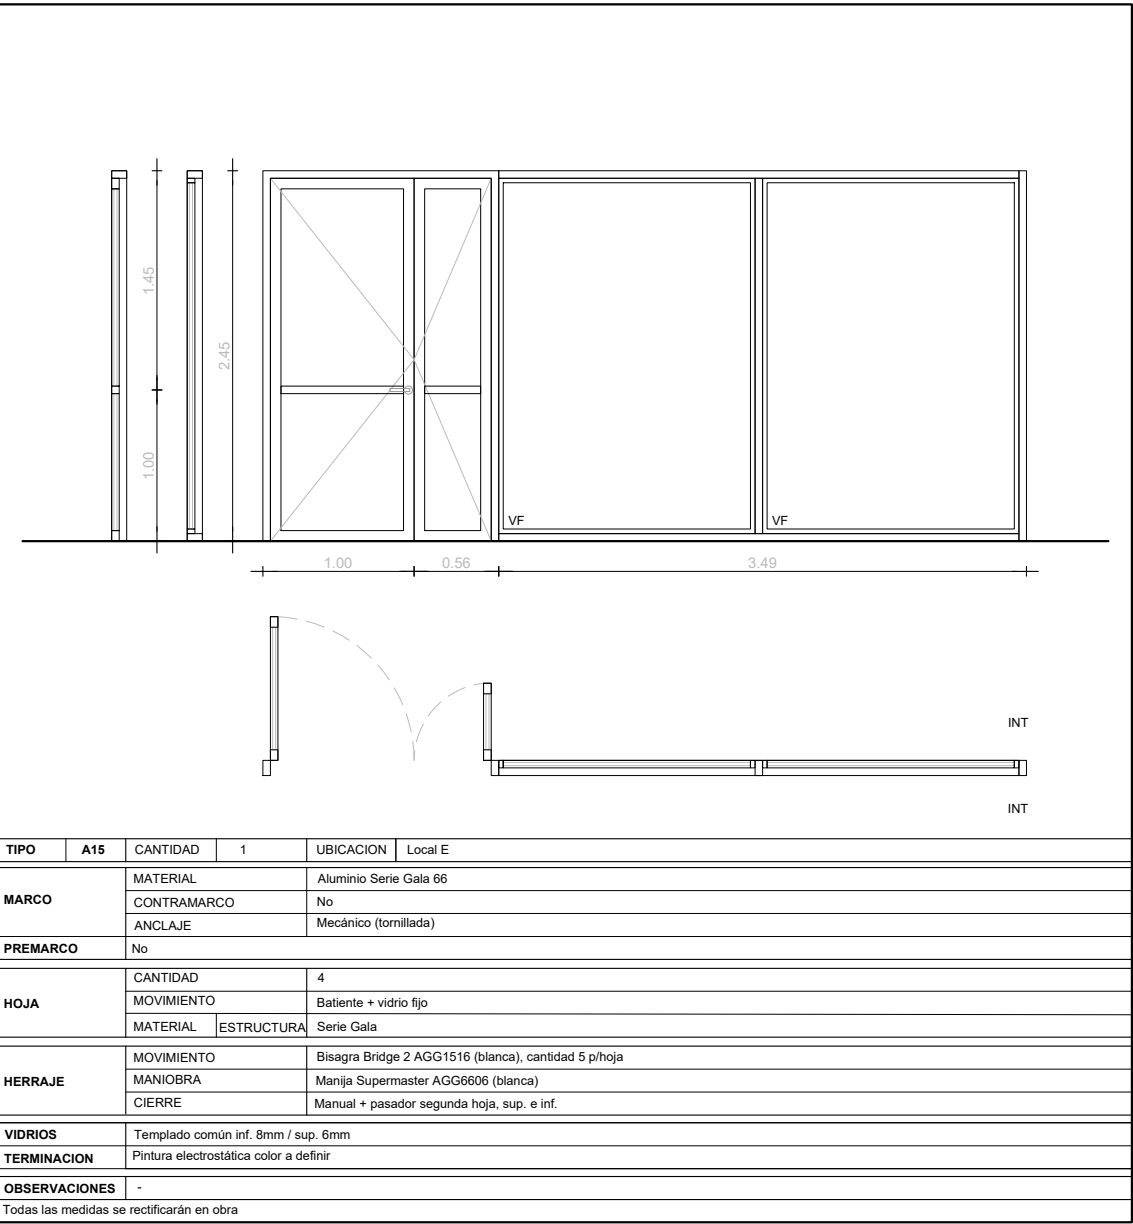 1.45
2.45
1.00
VF
VF
1.00
0.56
3.49
INT
INT
TIPO A15 CANTIDAD 1 UBICACION Local E
MARCO
MATERIAL Aluminio Serie Gala 66
CONTRAMARCO No
ANCLAJE Mecánico (tornillada)
PREMARCO No
HOJA
CANTIDAD 4
MOVIMIENTO Batiente + vidrio fijo
MATERIAL ESTRUCTURA Serie Gala
HERRAJE
MOVIMIENTO Bisagra Bridge 2 AGG1516 (blanca), cantidad 5 p/hoja
MANIOBRA Manija Supermaster AGG6606 (blanca)
CIERRE Manual + pasador segunda hoja, sup. e inf.
VIDRIOS Templado común inf. 8mm / sup. 6mm
TERMINACION Pintura electrostática color a definir
OBSERVACIONES -
Todas las medidas se rectificarán en obra